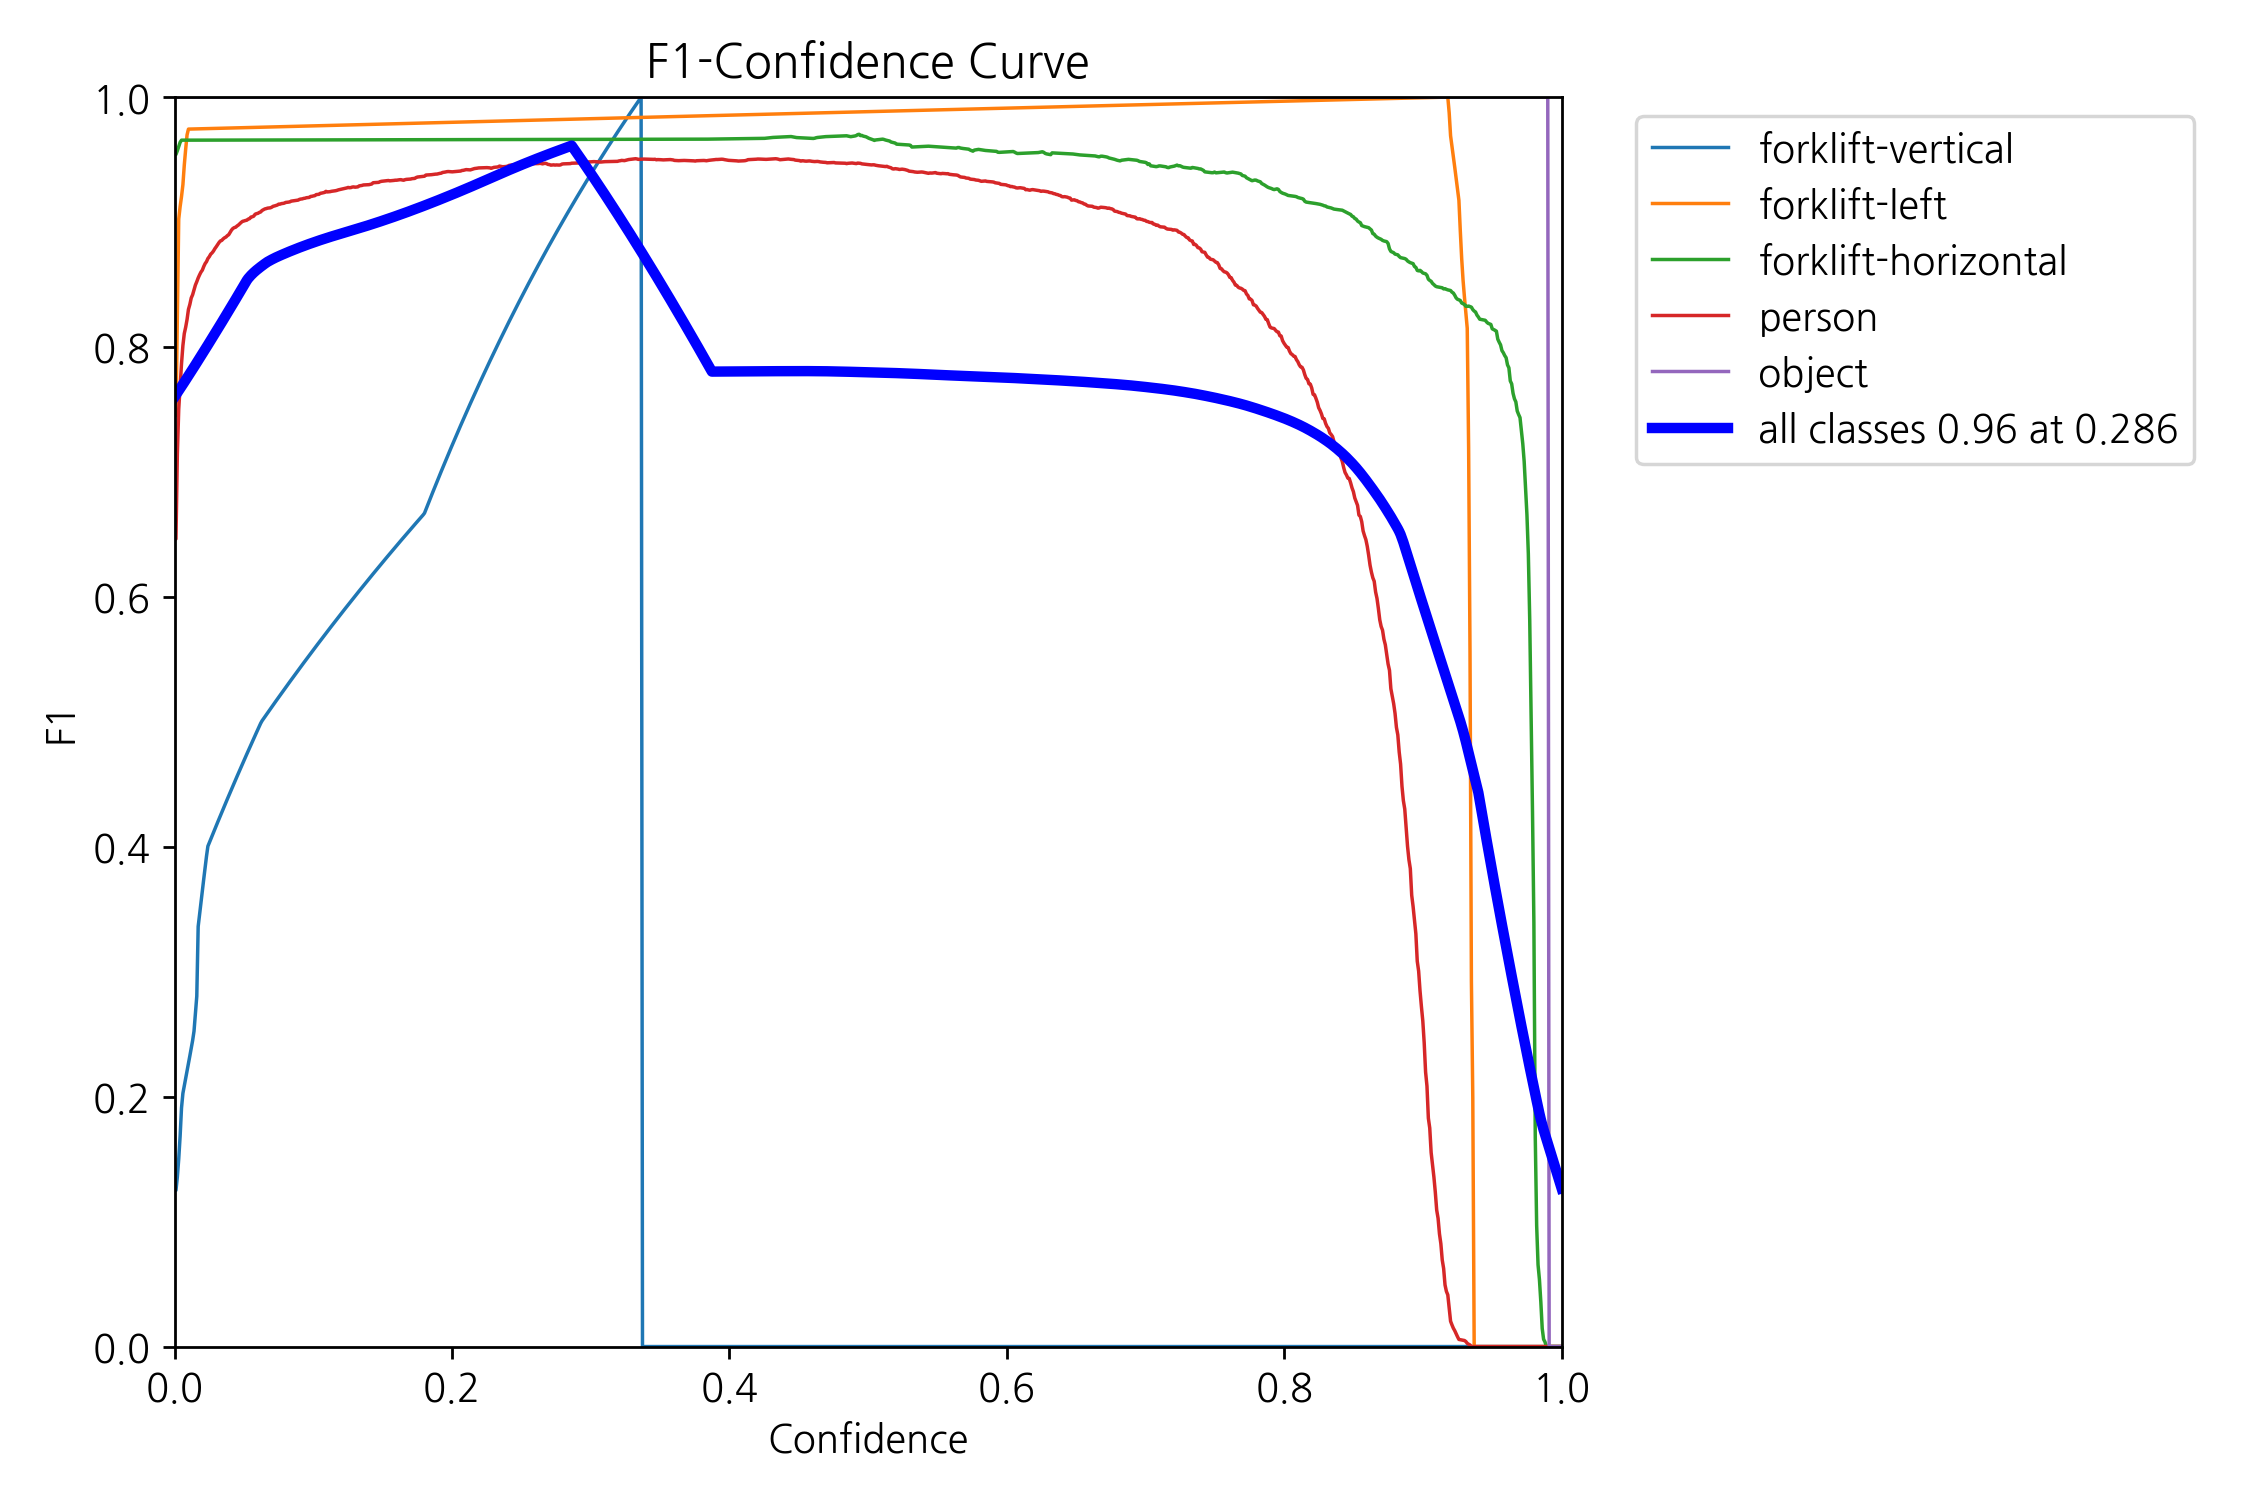 F1-Confidence Curve
1.0
0.8
0.6
0.4
0.2
0.0
F1
0.0 0.2 0.4 0.6 0.8 1.0
Confidence
forklift-vertical
forklift-left
forklift-horizontal
person
object
all classes 0.96 at 0.286